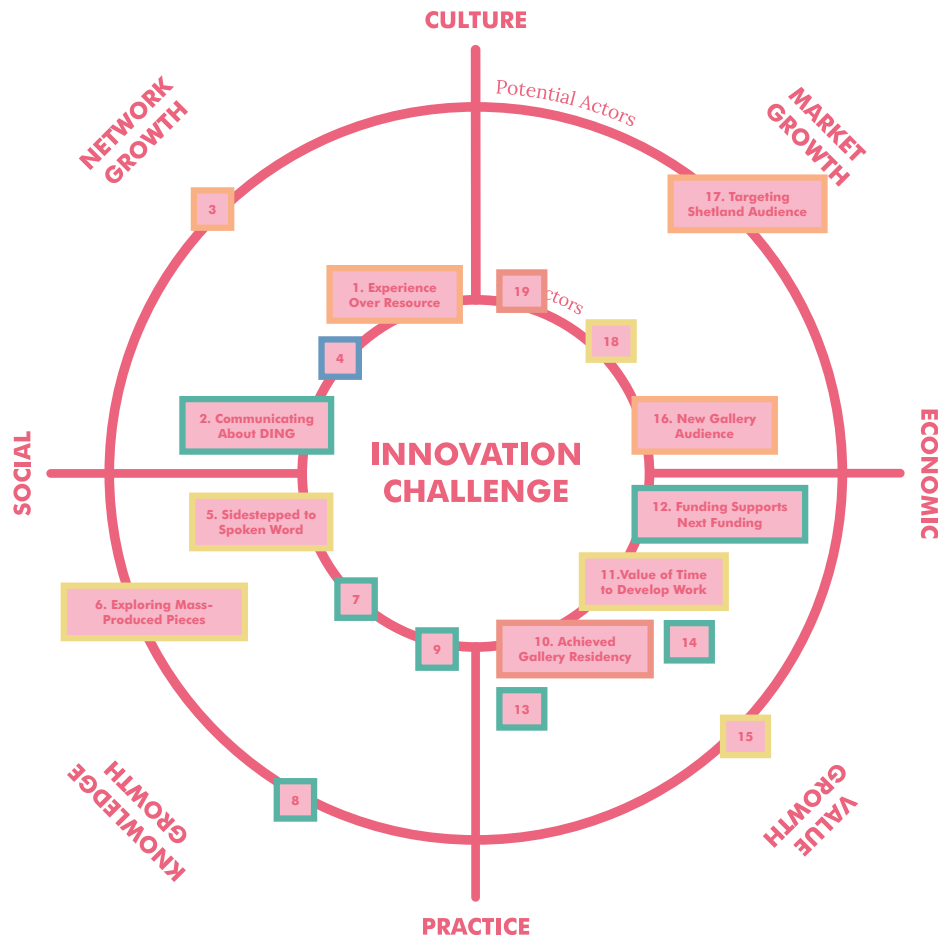 CULTURE
NETWORK
GROWTH
Potential Actors
MARKET
GROWTH
3
17. Targeting
Shetland Audience
1. Experience
Over Resource
19
4
18
2. Communicating
About DING
16. New Gallery
Audience
SOCIAL
INNOVATION
CHALLENGE
ECONOMIC
5. Sidestepped to
Spoken Word
12. Funding Supports
Next Funding
6. Exploring Mass-
Produced Pieces
7
11.Value of Time
to Develop Work
9
10. Achieved
Gallery Residency
14
13
15
8
KNOWLEDGE
GROWTH
VALUE
GROWTH
PRACTICE